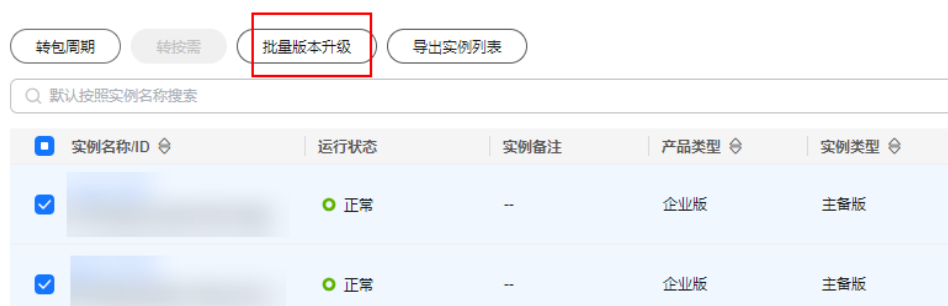 转包周期 转按需 批量版本升级 导出实例列表
默认按照实例名称搜索
实例名称/ID 运行状态 实例备注 产品类型 实例类型
正常 -- 企业版 主备版
正常 -- 企业版 主备版